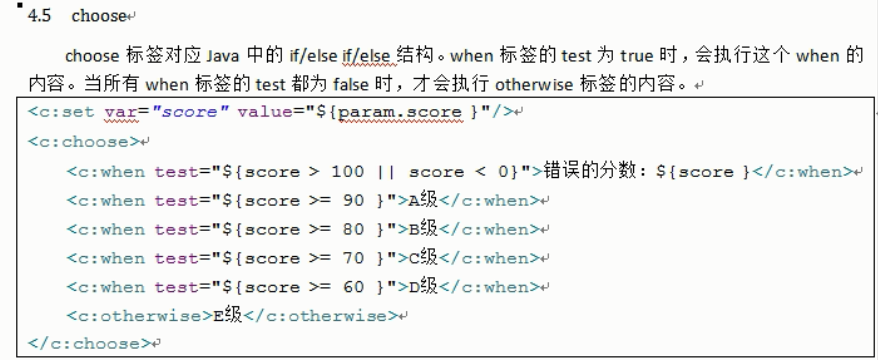 4.5 choose
choose 标签对应 Java 中的 if/else if/else 结构。when 标签的 test 为 true 时，会执行这个 when 的
内容。当所有 when 标签的 test 都为 false 时，才会执行 otherwise 标签的内容。
<c:set var="score" value="${param.score }"/>
<c:choose>
<c:when test="${score > 100 || score < 0}">错误的分数：${score }</c:when>
<c:when test="${score >= 90 }">A级</c:when>
<c:when test="${score >= 80 }">B级</c:when>
<c:when test="${score >= 70 }">C级</c:when>
<c:when test="${score >= 60 }">D级</c:when>
<c:otherwise>E级</c:otherwise>
</c:choose>